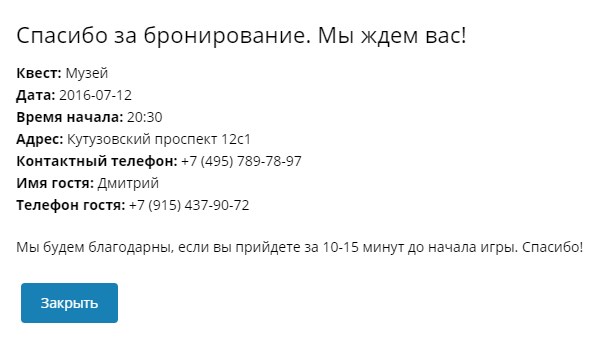 Спасибо за бронирование. Мы ждем вас!
Квест: Музей
Дата: 2016-07-12
Время начала: 20:30
Адрес: Кутузовский проспект 12с1
Контактный телефон: +7 (495) 789-78-97
Имя гостя: Дмитрий
Телефон гостя: +7 (915) 437-90-72
Мы будем благодарны, если вы прийдете за 10-15 минут до начала игры. Спасибо!
Закрыть